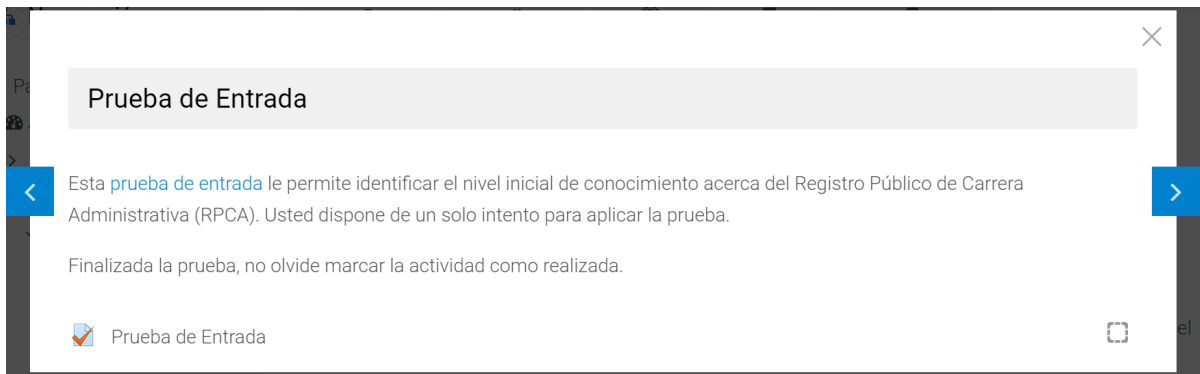 Prueba de Entrada
Esta prueba de entrada le permite identificar el nivel inicial de conocimiento acerca del Registro Público de Carrera
Administrativa (RPCA). Usted dispone de un solo intento para aplicar la prueba.
Finalizada la prueba, no olvide marcar la actividad como realizada.
Prueba de Entrada
el